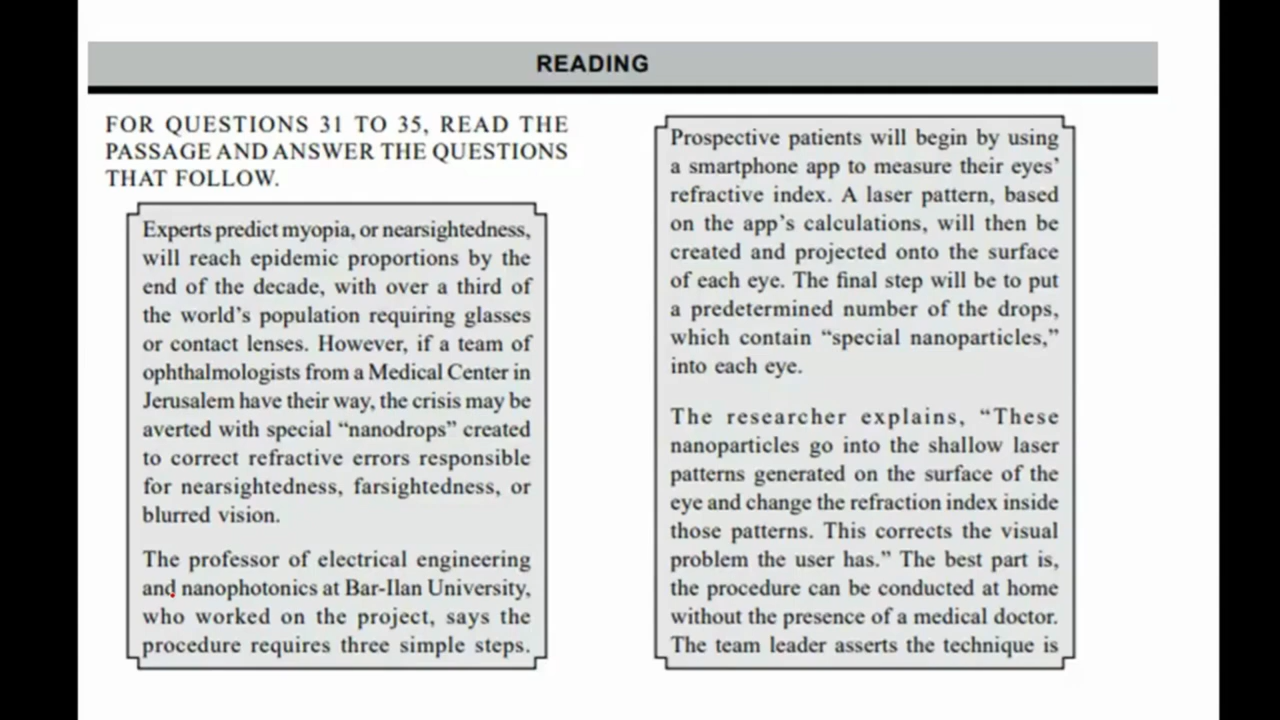 READING
FOR QUESTIONS 31 TO 35, READ THE
PASSAGE AND ANSWER THE QUESTIONS
THAT FOLLOW.
Experts predict myopia, or nearsightedness,
will reach epidemic proportions by the
end of the decade, with over a third of
the world's population requiring glasses
or contact lenses. However, if a team of
ophthalmologists from a Medical Center in
Jerusalem have their way, the crisis may be
averted with special “nanodrops” created
to correct refractive errors responsible
for nearsightedness, farsightedness, or
blurred vision.
The professor of electrical engineering
and nanophotonics at Bar-Ilan University,
who worked on the project, says the
procedure requires three simple steps.
Prospective patients will begin by using
a smartphone app to measure their eyes’
refractive index. A laser pattern, based
on the app’s calculations, will then be
created and projected onto the surface
of each eye. The final step will be to put
a predetermined number of the drops,
which contain “special nanoparticles,”
into each eye.
The researcher explains, “These
nanoparticles go into the shallow laser
patterns generated on the surface of the
eye and change the refraction index inside
those patterns. This corrects the visual
problem the user has.” The best part is,
the procedure can be conducted at home
without the presence of a medical doctor.
The team leader asserts the technique is